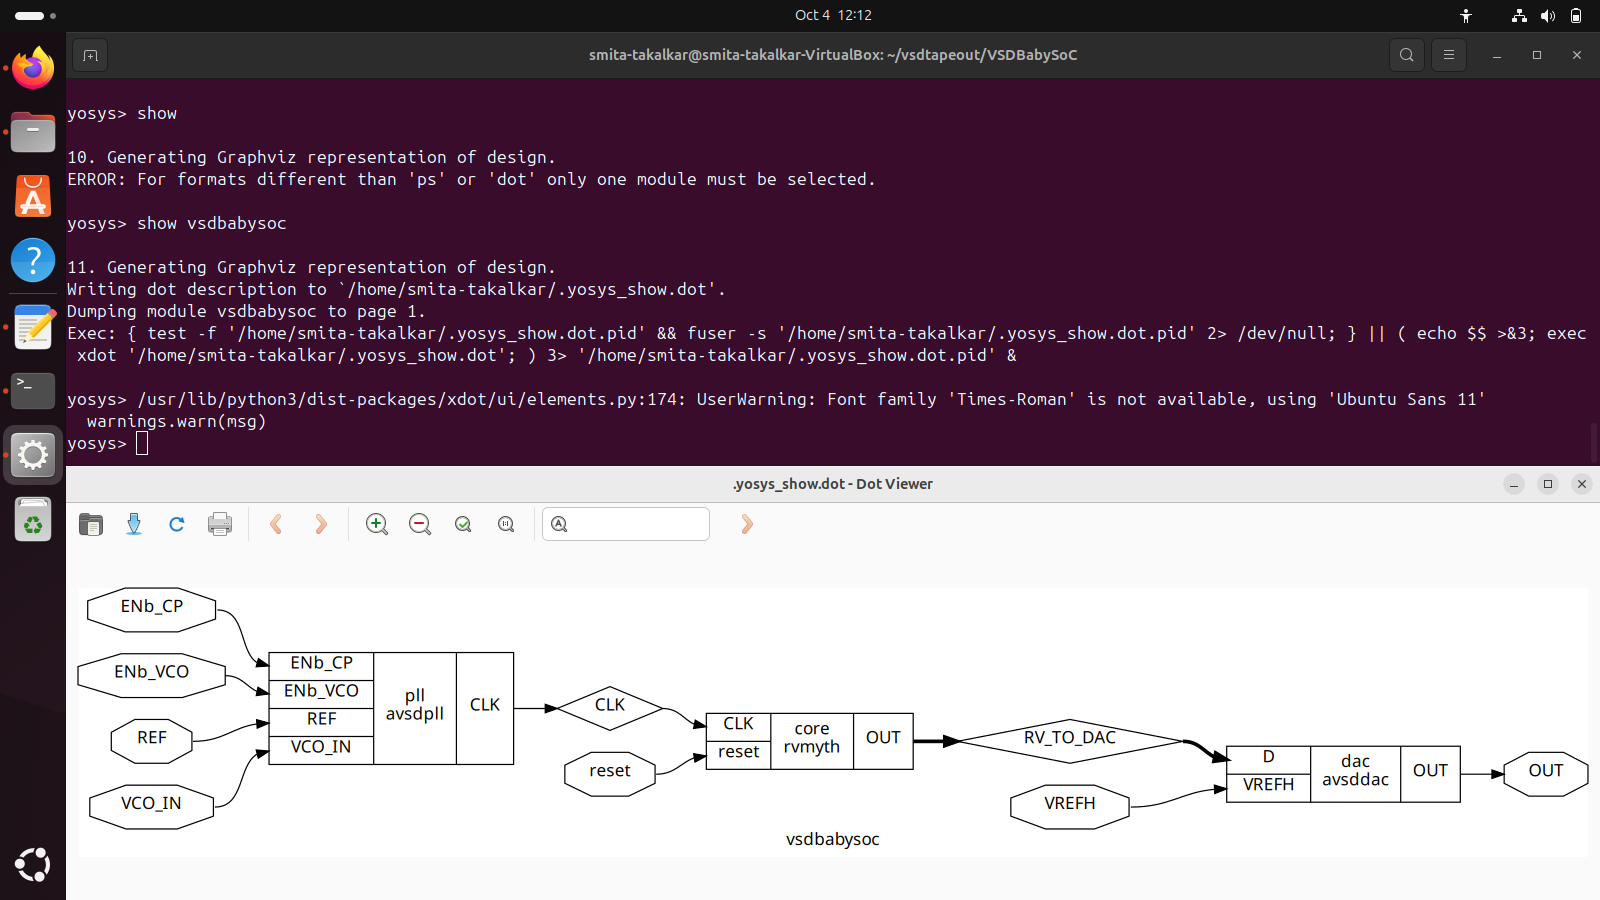 Oct 4 12:12
smita-takalkar@smita-takalkar-VirtualBox: ~/vsdtapeout/VSDBabySoC
yosys> show
10. Generating Graphviz representation of design.
ERROR: For formats different than 'ps' or 'dot' only one module must be selected.
yosys> show vsdbabysoc
11. Generating Graphviz representation of design.
Writing dot description to `/home/smita-takalkar/.yosys_show.dot'.
Dumping module vsdbabysoc to page 1.
Exec: { test -f '/home/smita-takalkar/.yosys_show.dot.pid' && fuser -s '/home/smita-takalkar/.yosys_show.dot.pid' 2> /dev/null; } || ( echo $$ >&3; exec
xdot '/home/smita-takalkar/.yosys_show.dot'; ) 3> '/home/smita-takalkar/.yosys_show.dot.pid' &
yosys> /usr/lib/python3/dist-packages/xdot/ui/elements.py:174: UserWarning: Font family 'Times-Roman' is not available, using 'Ubuntu Sans 11'
warnings.warn(msg)
yosys>
.yosys_show.dot - Dot Viewer
ENb_CP
ENb_VCO
REF
VCO_IN
ENb_CP
ENb_VCO
REF
VCO_IN
pll
avsdpll
CLK
CLK
reset
CLK
reset
core
rvmyth
OUT
RV_TO_DAC
VREFH
D
VREFH
dac
avsddac
OUT
OUT
vsdbabysoc